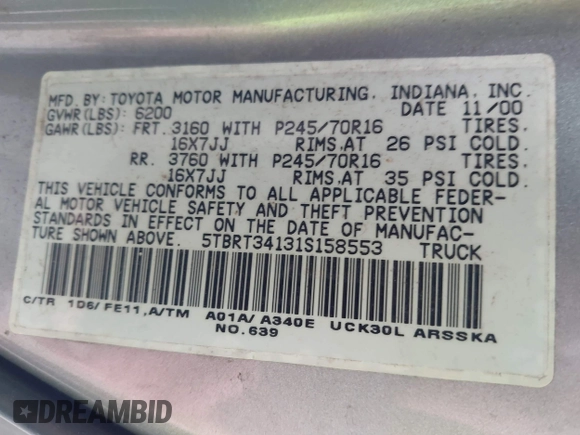 MFD. BY: TOYOTA MOTOR MANUFACTURING. INDIANA, INC.
GVWR(LBS): 6200 DATE 11/00
GAWR(LBS): FRT. 3160 WITH P245/70R16 TIRES.
16X7JJ RIMS,AT 26 PSI COLD.
RR. 3760 WITH P245/70R16 TIRES.
16X7JJ RIMS,AT 35 PSI COLD.
THIS VEHICLE CONFORMS TO ALL APPLICABLE FEDER-
AL MOTOR VEHICLE SAFETY AND THEFT PREVENTION
STANDARDS IN EFFECT ON THE DATE OF MANUFAC-
TURE SHOWN ABOVE. 5TBRT34131S158553 TRUCK
C/TR 1D6/FE11,A/TM A01A/A340E UCK30L ARSSKA
NO.639
DREAMBID